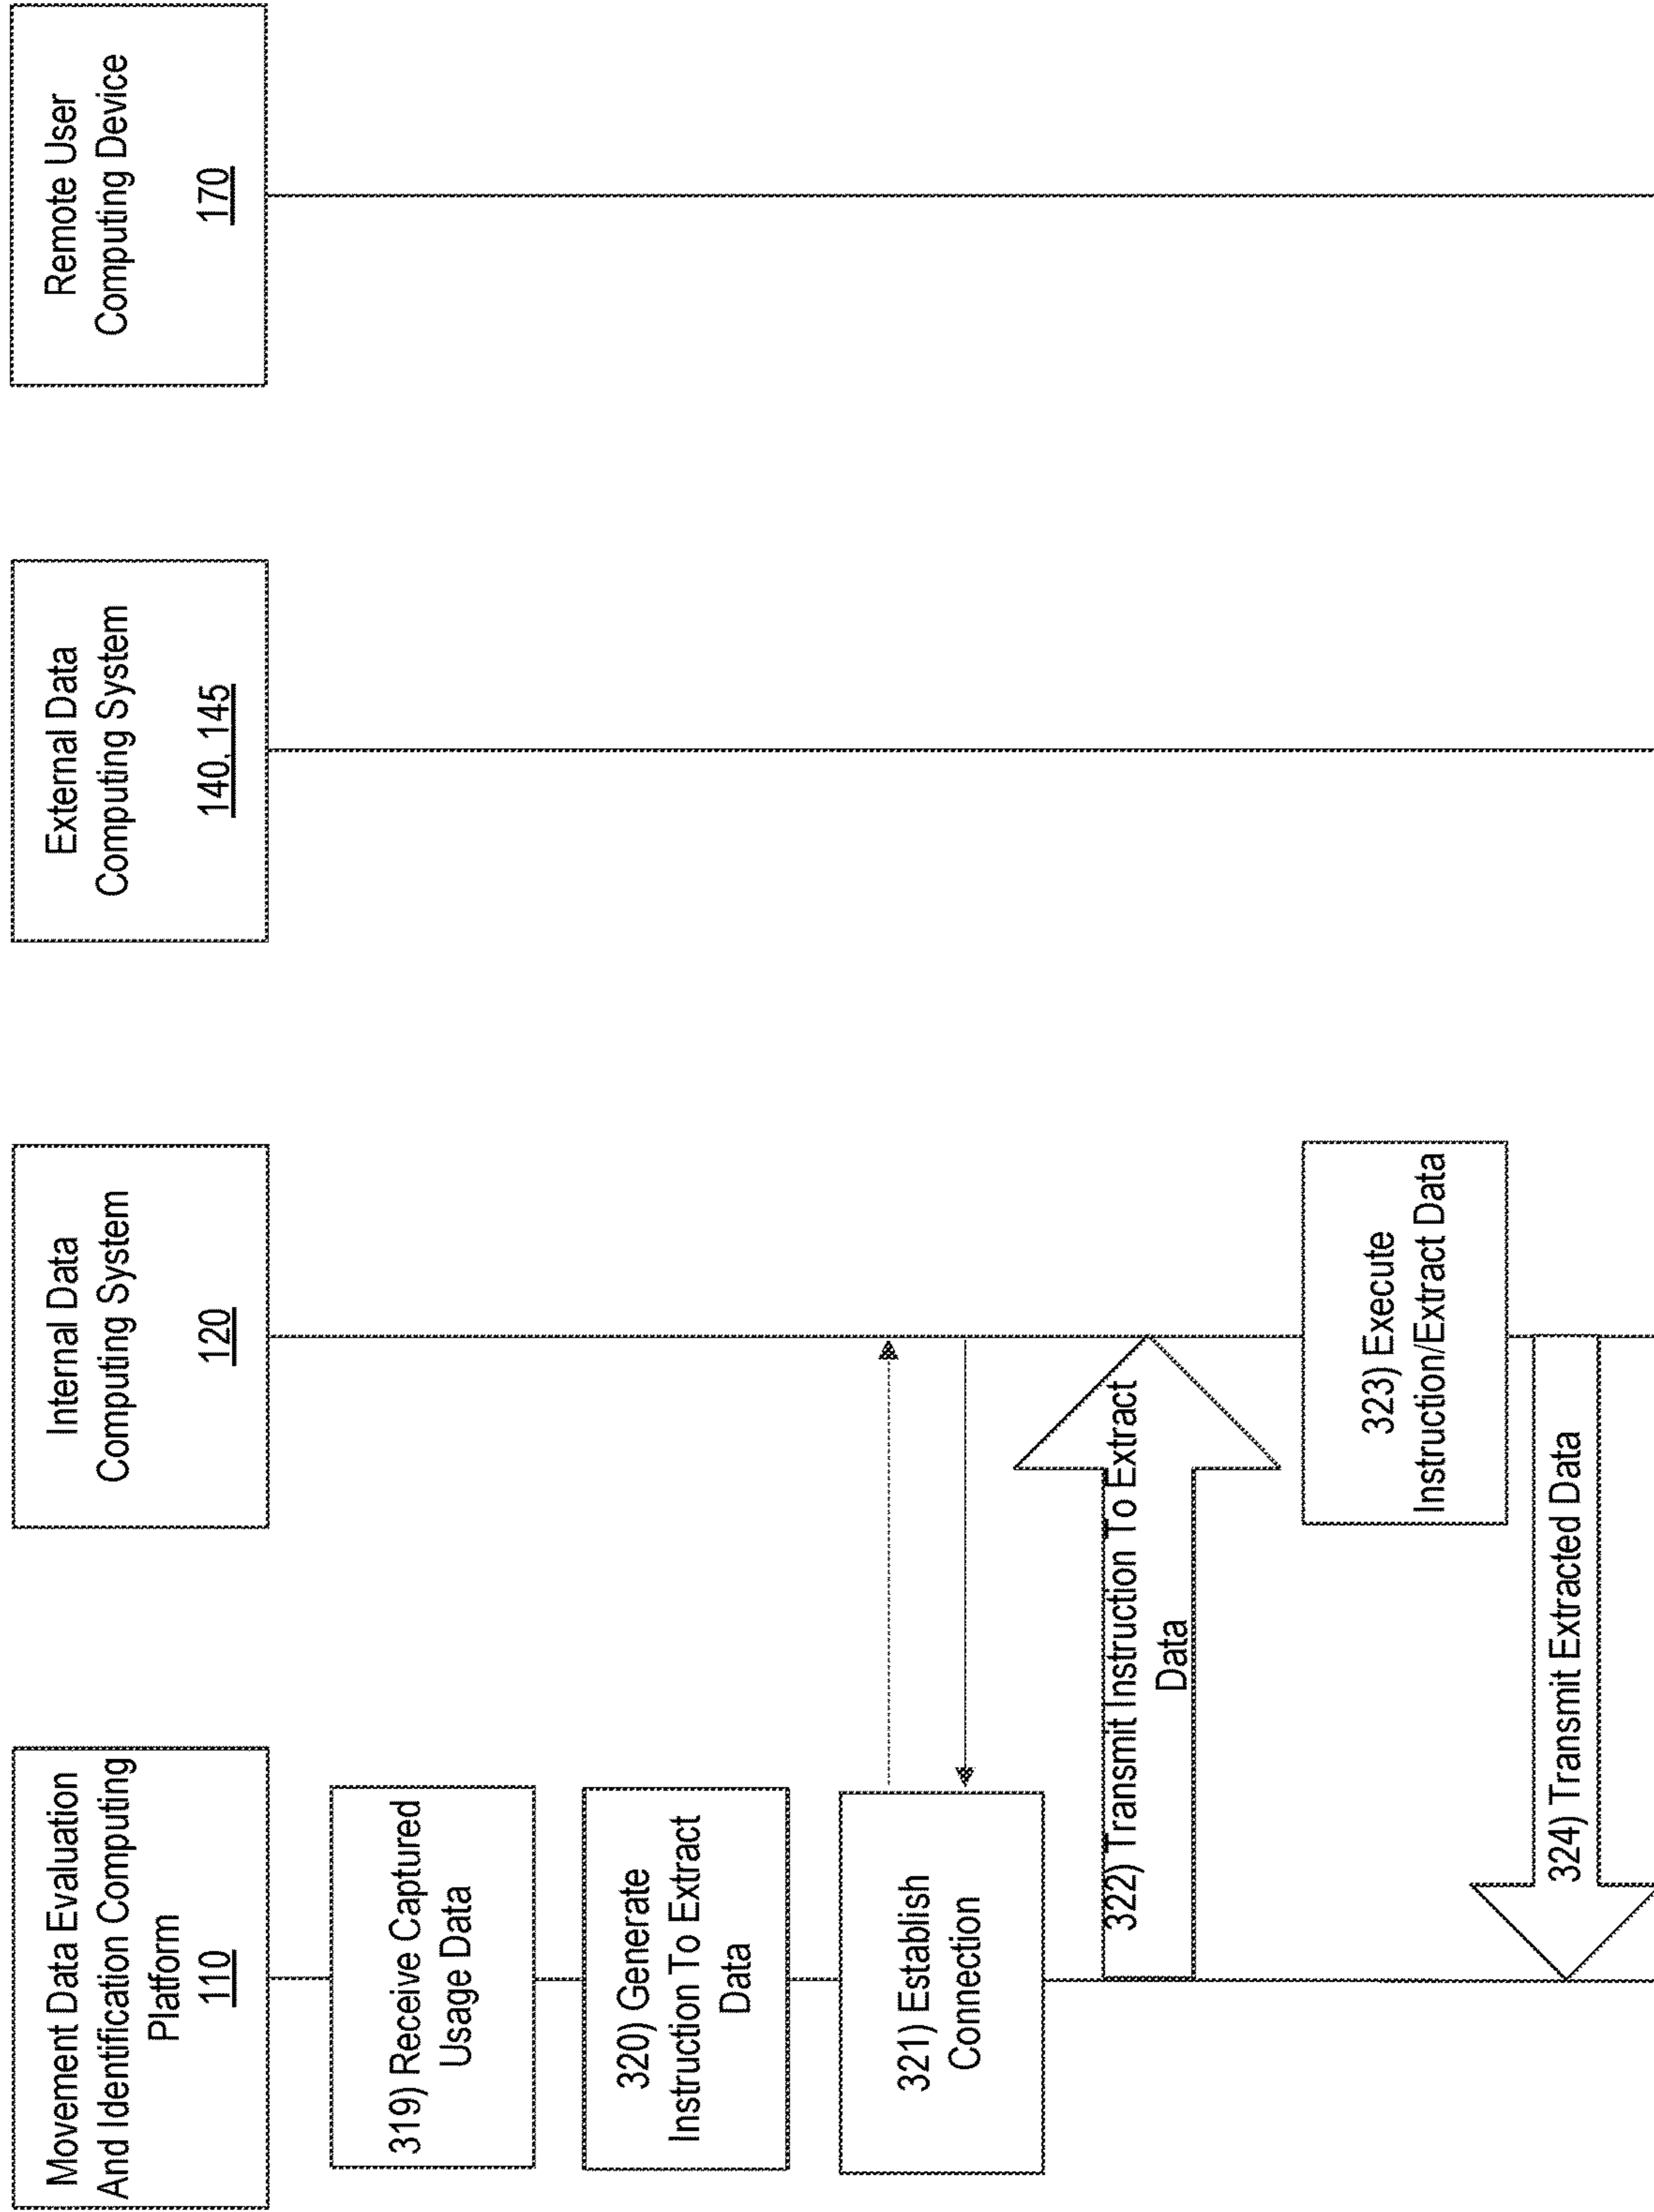 Movement Data Evaluation
And Identification Computing
Platform
110
Internal Data
Computing System
120
External Data
Computing System
140, 145
Remote User
Computing Device
170
319) Receive Captured
Usage Data
320) Generate
Instruction To Extract
Data
321) Establish
Connection
322) Transmit Instruction To Extract
Data
323) Execute
Instruction/Extract Data
324) Transmit Extracted Data